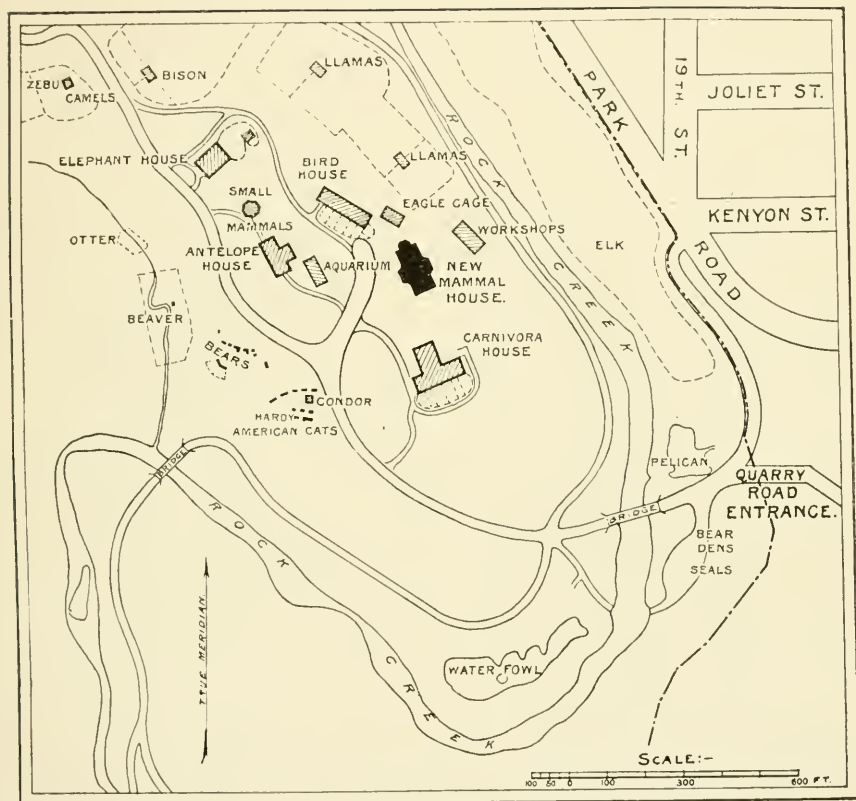 ZEBU
CAMELS
BISON
LLAMAS
ROCK
PARK
19TH. ST.
JOLIET ST.
ELEPHANT HOUSE
BIRD
HOUSE
LLAMAS
SMALL
MAMMALS
EAGLE CAGE
WORKSHOPS
ELK
KENYON ST.
ROAD
OTTER
ANTELOPE
HOUSE
AQUARIUM
NEW
MAMMAL
HOUSE.
CREEK
BEAVER
BEARS
CARNIVORA
HOUSE
CONDOR
HARDY
AMERICAN CATS
BRIDGE
PELICAN
QUARRY
ROAD
ENTRANCE.
ROCK
BRIDGE
BEAR
DENS
SEALS
TRUE MERIDIAN
WATER FOWL
CREEK
SCALE:-
100 50 0 100 300 600 FT.